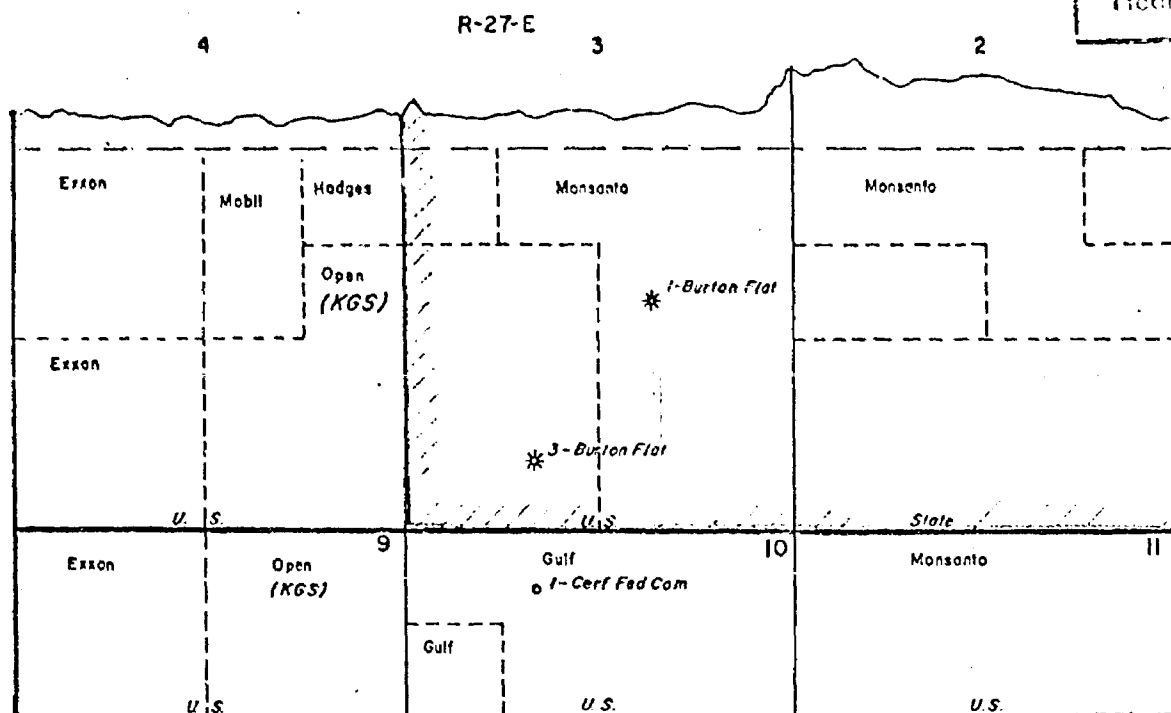 R-27-E
4 3 2
Exxon Mobil Hodges Monsanto Monsanto
Open
(KGS)
1-Burton Flat
Exxon
3-Burton Flat
U.S. U.S. State
9 10 11
Exxon Open Gulf Monsanto
(KGS)
1-Cerf Fed Com
Gulf
U.S. U.S. U.S.